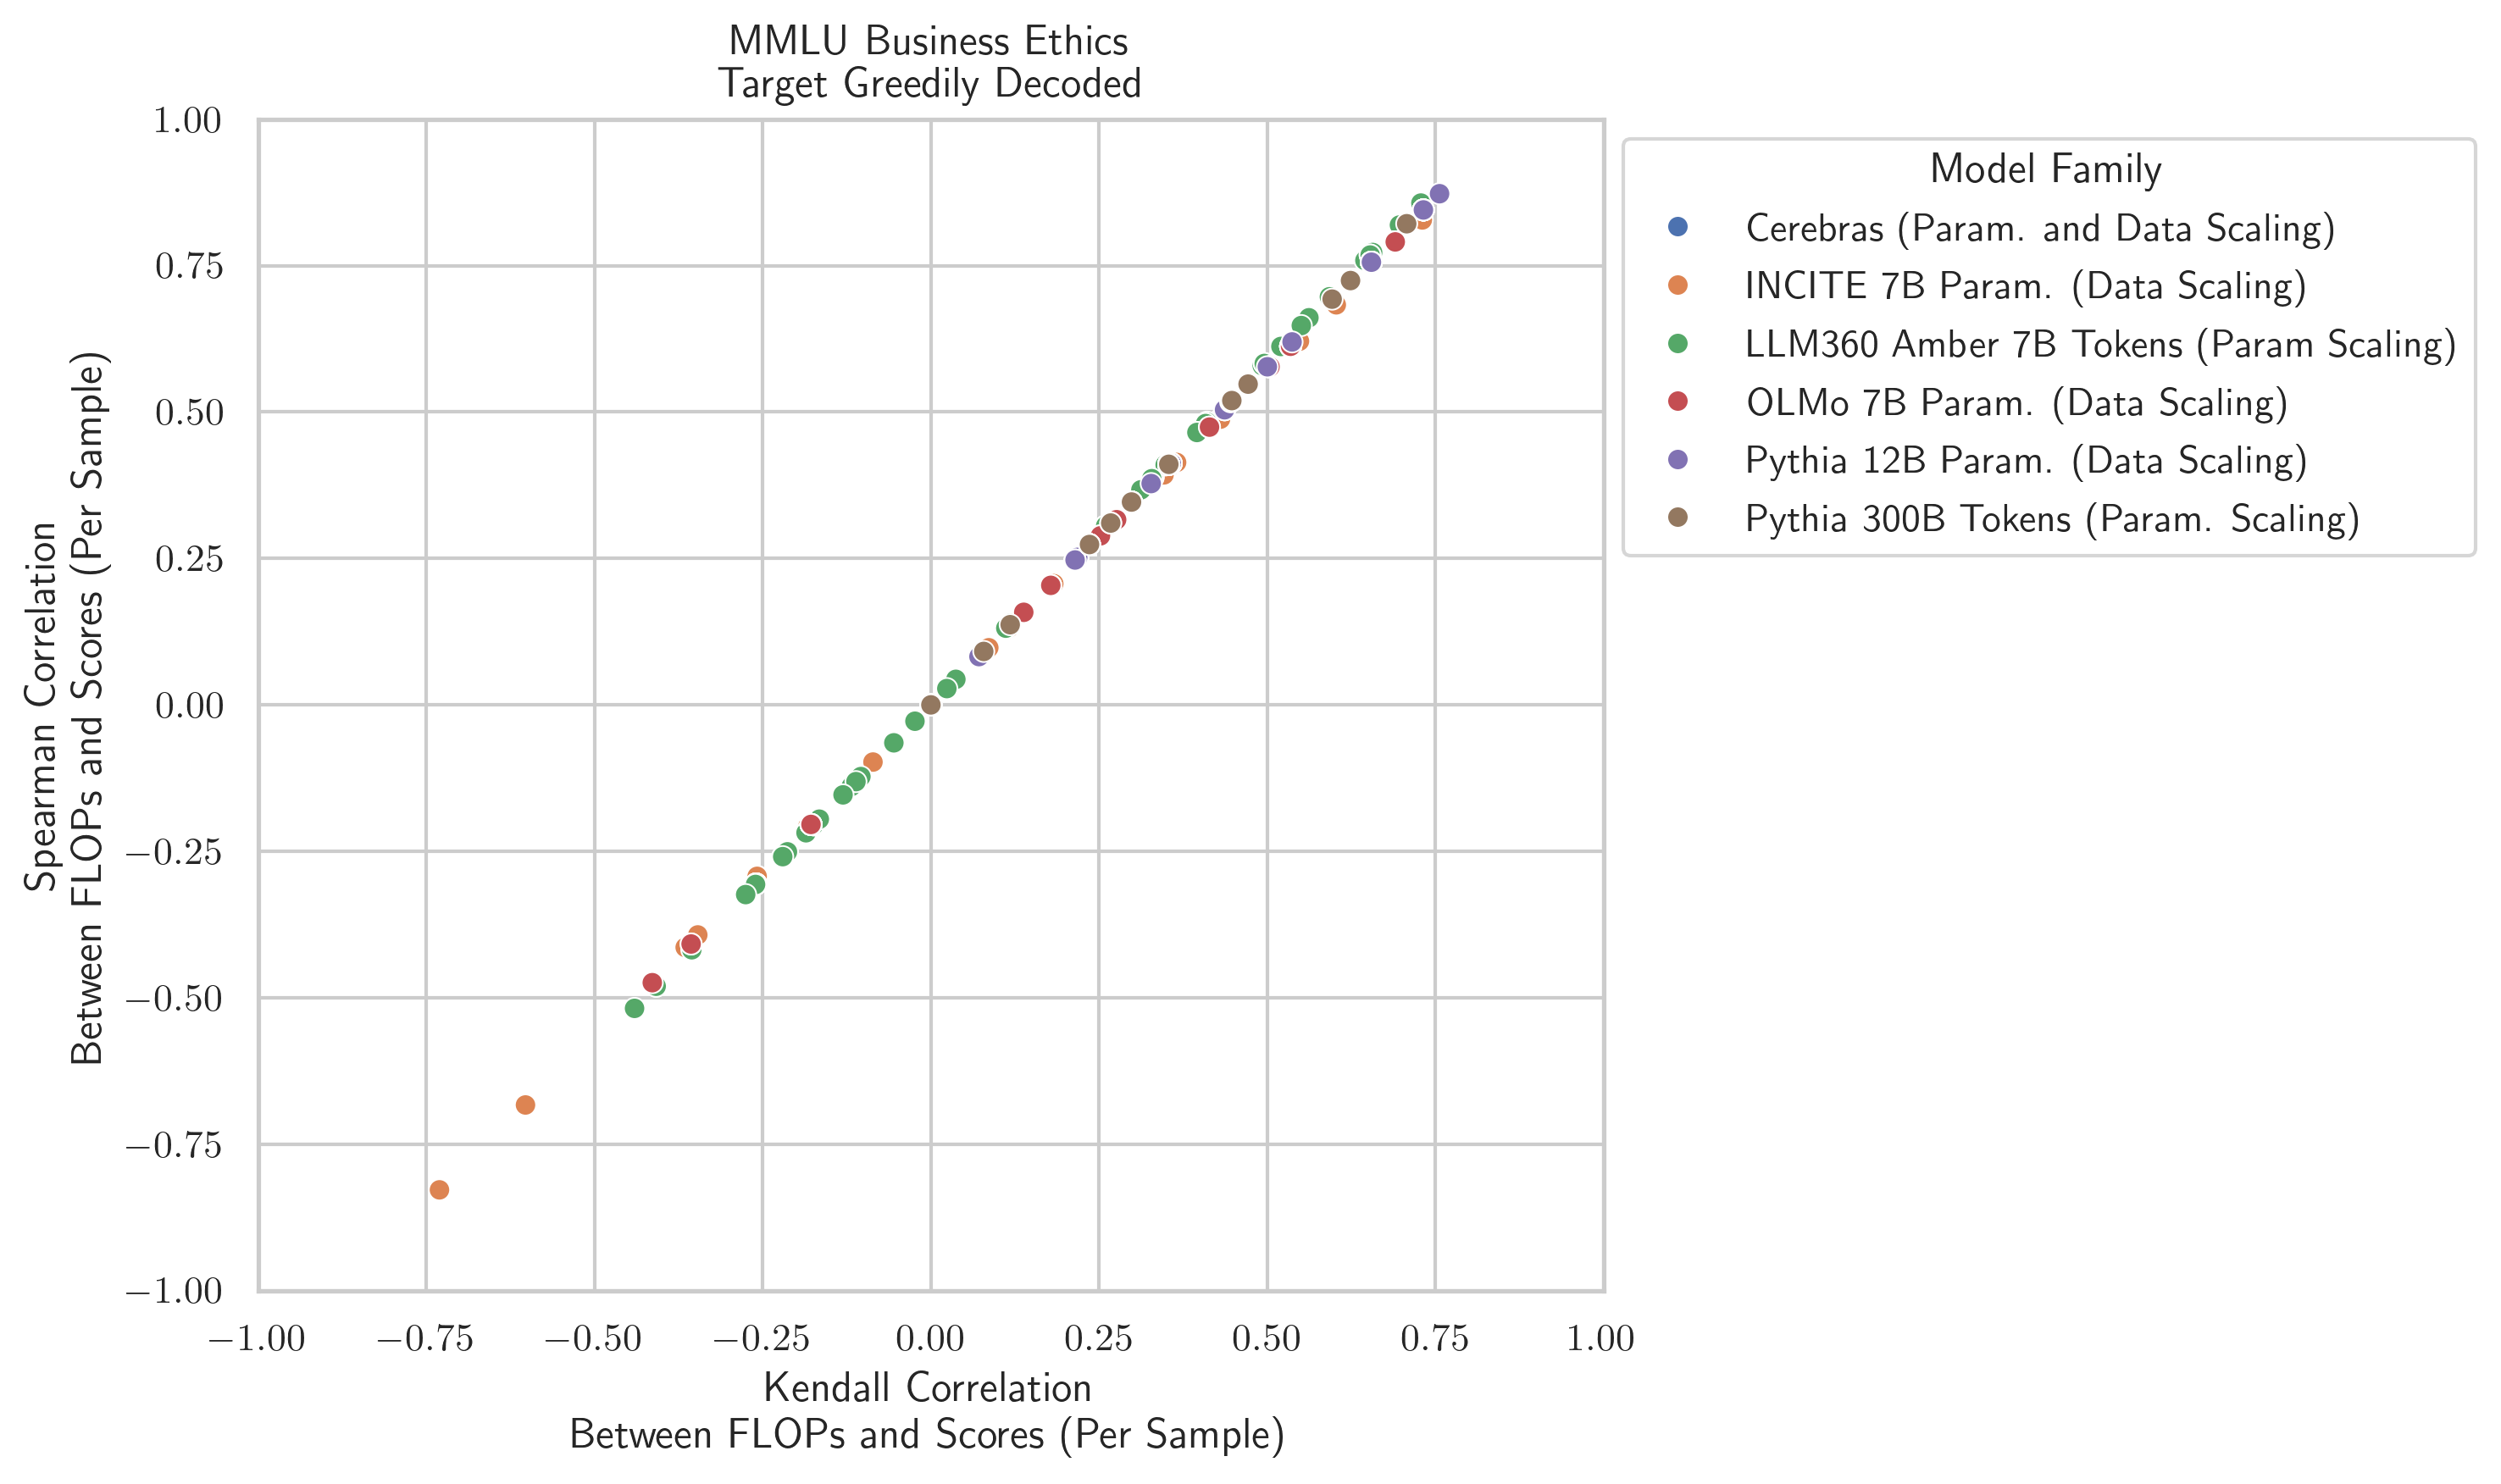 MMLU Business Ethics
Target Greedily Decoded
1.00
0.75
0.50
0.25
0.00
−0.25
−0.50
−0.75
−1.00
Spearman Correlation
Between FLOPs and Scores (Per Sample)
−1.00 −0.75 −0.50 −0.25 0.00 0.25 0.50 0.75 1.00
Kendall Correlation
Between FLOPs and Scores (Per Sample)
Model Family
Cerebras (Param. and Data Scaling)
INCITE 7B Param. (Data Scaling)
LLM360 Amber 7B Tokens (Param Scaling)
OLMo 7B Param. (Data Scaling)
Pythia 12B Param. (Data Scaling)
Pythia 300B Tokens (Param. Scaling)